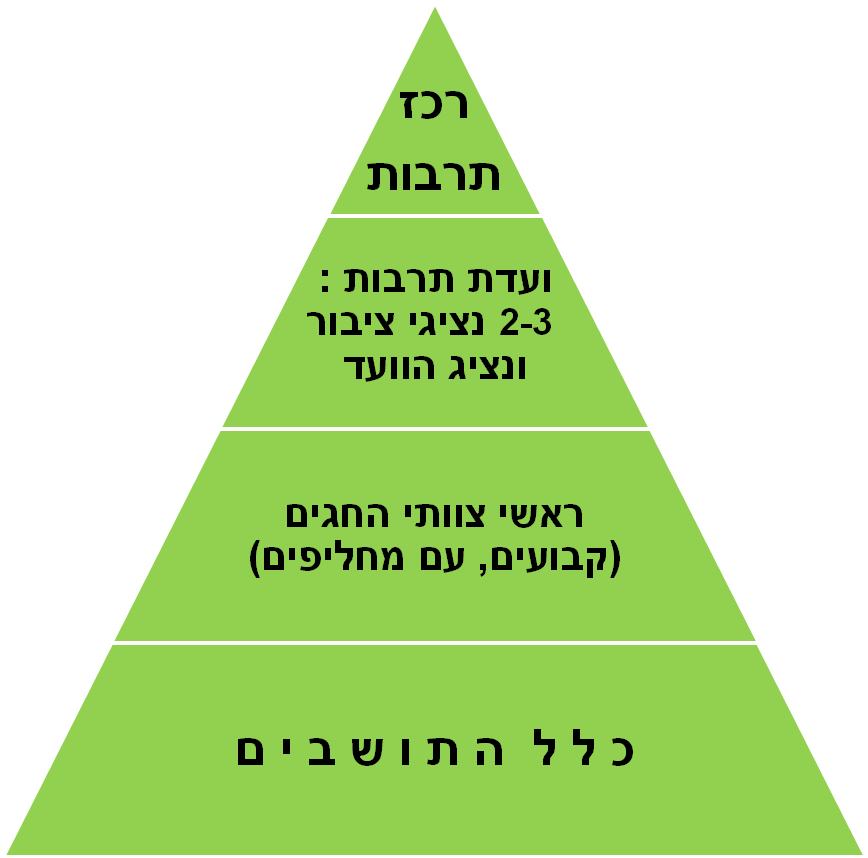 רכז
תרבות
ועדת תרבות :
2-3 נציגי ציבור
ונציג הוועד
ראשי צוותי החגים
(קבועים, עם מחליפים)
כ ל ל ה ת ו ש ב י ם